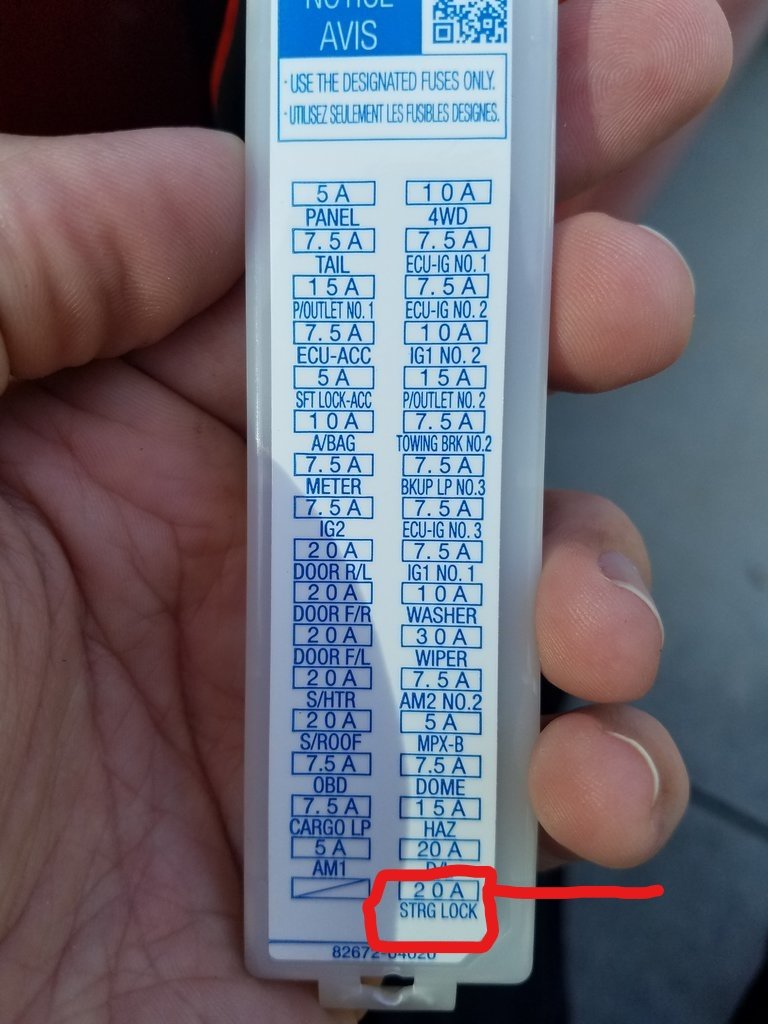 NOTICE
AVIS
· USE THE DESIGNATED FUSES ONLY.
· UTILISEZ SEULEMENT LES FUSIBLES DESIGNES.
5 A
PANEL
7.5 A
TAIL
15 A
P/OUTLET NO. 1
7.5 A
ECU-ACC
5 A
SFT LOCK-ACC
10 A
A/BAG
7.5 A
METER
7.5 A
IG2
20 A
DOOR R/L
20 A
DOOR F/R
20 A
DOOR F/L
20 A
S/HTR
20 A
S/ROOF
7.5 A
OBD
7.5 A
CARGO LP
5 A
AM1
10 A
4WD
7.5 A
ECU-IG NO. 1
7.5 A
ECU-IG NO. 2
10 A
IG1 NO. 2
15 A
P/OUTLET NO. 2
7.5 A
TOWING BRK NO.2
7.5 A
BKUP LP NO.3
7.5 A
ECU-IG NO. 3
7.5 A
IG1 NO. 1
10 A
WASHER
30 A
WIPER
7.5 A
AM2 NO.2
5 A
MPX-B
7.5 A
DOME
15 A
HAZ
20 A
D/L
20 A
STRG LOCK
82672-04020